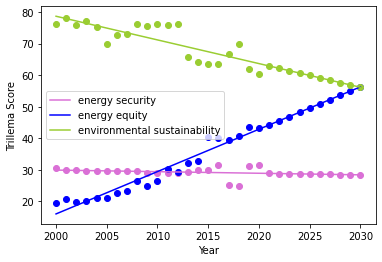 80
70
60
50
40
30
20
Trillema Score
energy security
energy equity
environmental sustainability
2000 2005 2010 2015 2020 2025 2030
Year